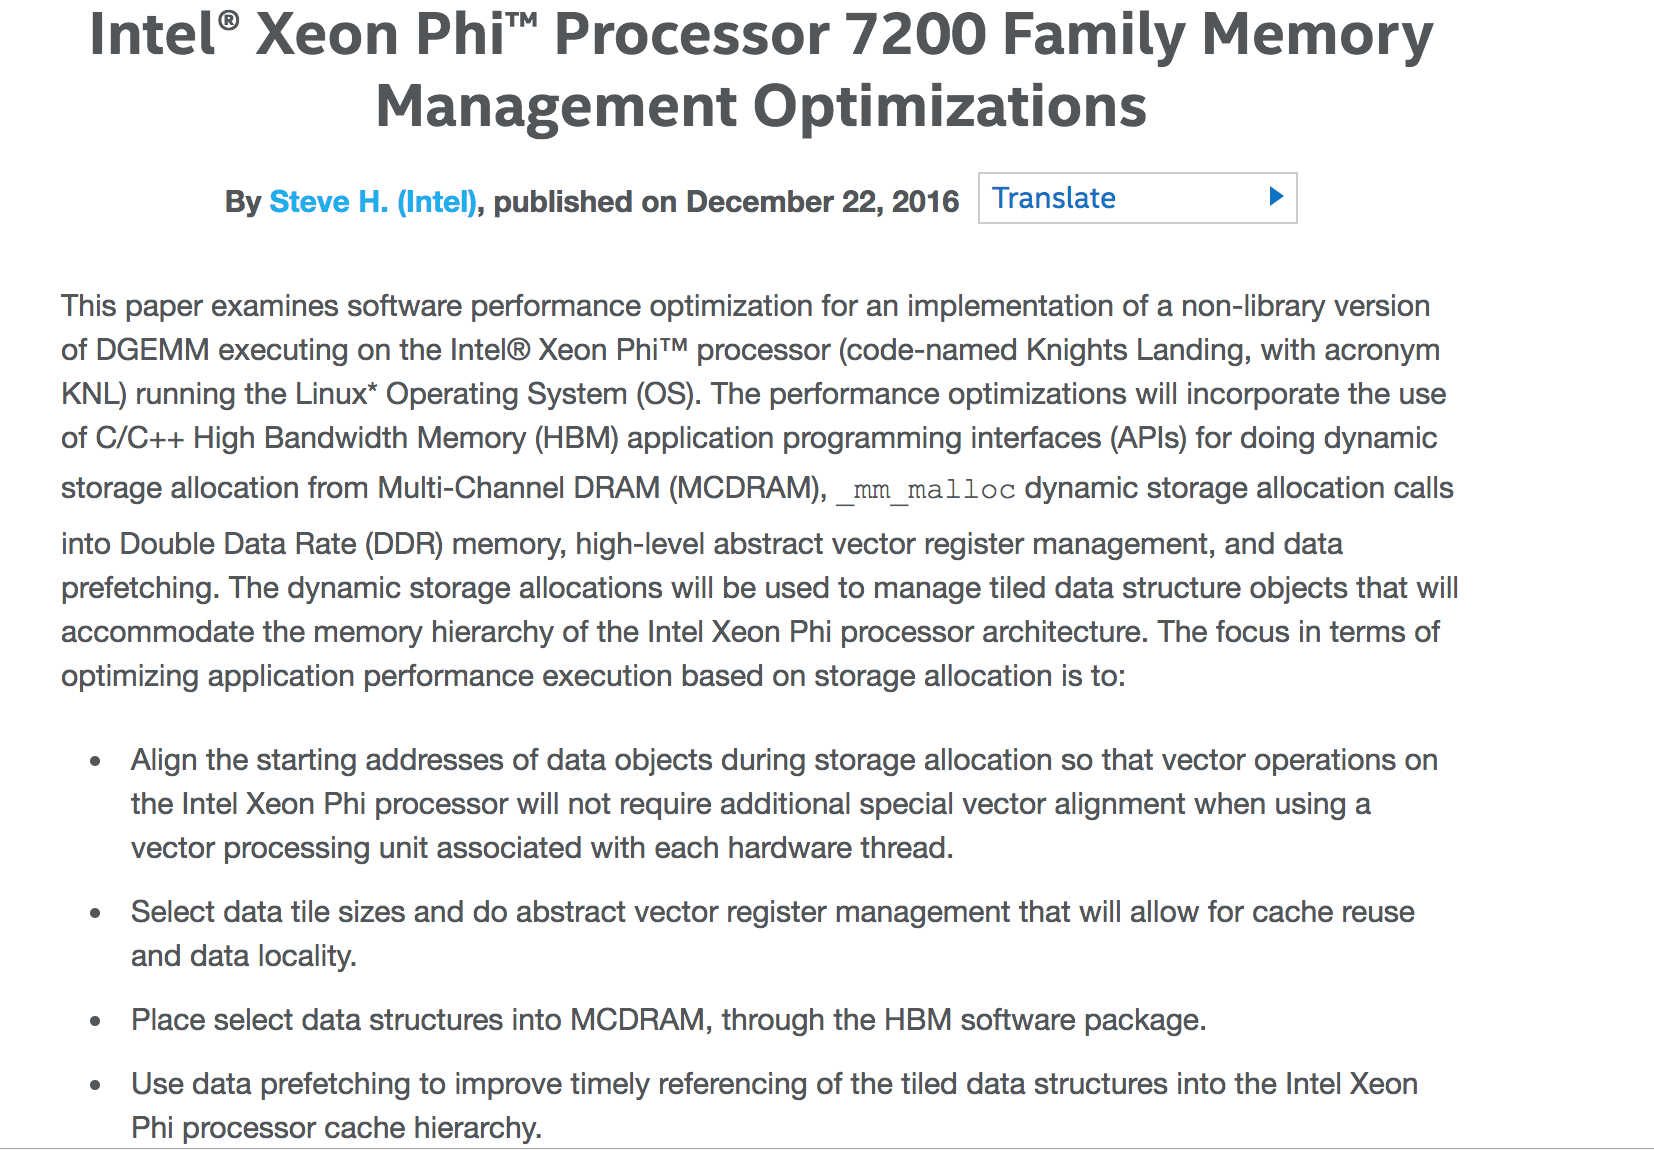 Intel® Xeon Phi™ Processor 7200 Family Memory
Management Optimizations
By Steve H. (Intel), published on December 22, 2016 Translate
This paper examines software performance optimization for an implementation of a non-library version
of DGEMM executing on the Intel® Xeon Phi™ processor (code-named Knights Landing, with acronym
KNL) running the Linux* Operating System (OS). The performance optimizations will incorporate the use
of C/C++ High Bandwidth Memory (HBM) application programming interfaces (APIs) for doing dynamic
storage allocation from Multi-Channel DRAM (MCDRAM), _mm_malloc dynamic storage allocation calls
into Double Data Rate (DDR) memory, high-level abstract vector register management, and data
prefetching. The dynamic storage allocations will be used to manage tiled data structure objects that will
accommodate the memory hierarchy of the Intel Xeon Phi processor architecture. The focus in terms of
optimizing application performance execution based on storage allocation is to:
• Align the starting addresses of data objects during storage allocation so that vector operations on
the Intel Xeon Phi processor will not require additional special vector alignment when using a
vector processing unit associated with each hardware thread.
• Select data tile sizes and do abstract vector register management that will allow for cache reuse
and data locality.
• Place select data structures into MCDRAM, through the HBM software package.
• Use data prefetching to improve timely referencing of the tiled data structures into the Intel Xeon
Phi processor cache hierarchy.